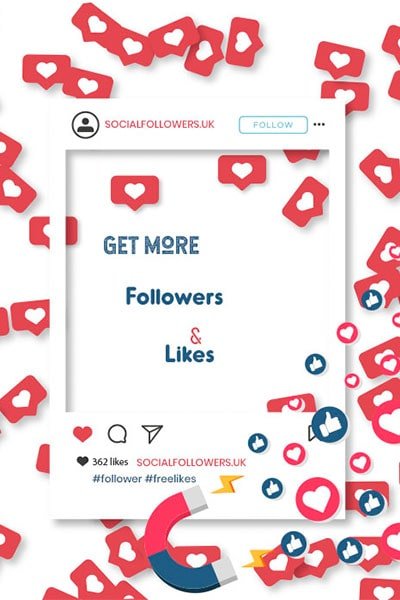 SOCIALFOLLOWERS.UK FOLLOW
GET MORE
Followers
&
Likes
362 likes SOCIALFOLLOWERS.UK
#follower #freelikes